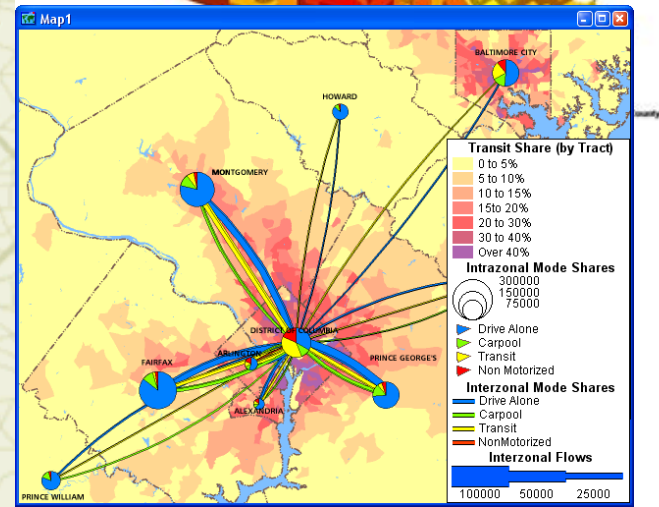 Map1
BALTIMORE CITY
HOWARD
County
MONTGOMERY
Transit Share (by Tract)
0 to 5%
5 to 10%
10 to 15%
15to 20%
20 to 30%
30 to 40%
Over 40%
Intrazonal Mode Shares
300000
150000
75000
Drive Alone
Carpool
Transit
Non Motorized
DISTRICT OF COLUMBIA
ARLINGTON
FAIRFAX
PRINCE GEORGE'S
ALEXANDRIA
PRINCE WILLIAM
Interzonal Mode Shares
Drive Alone
Carpool
Transit
NonMotorized
Interzonal Flows
100000 50000 25000